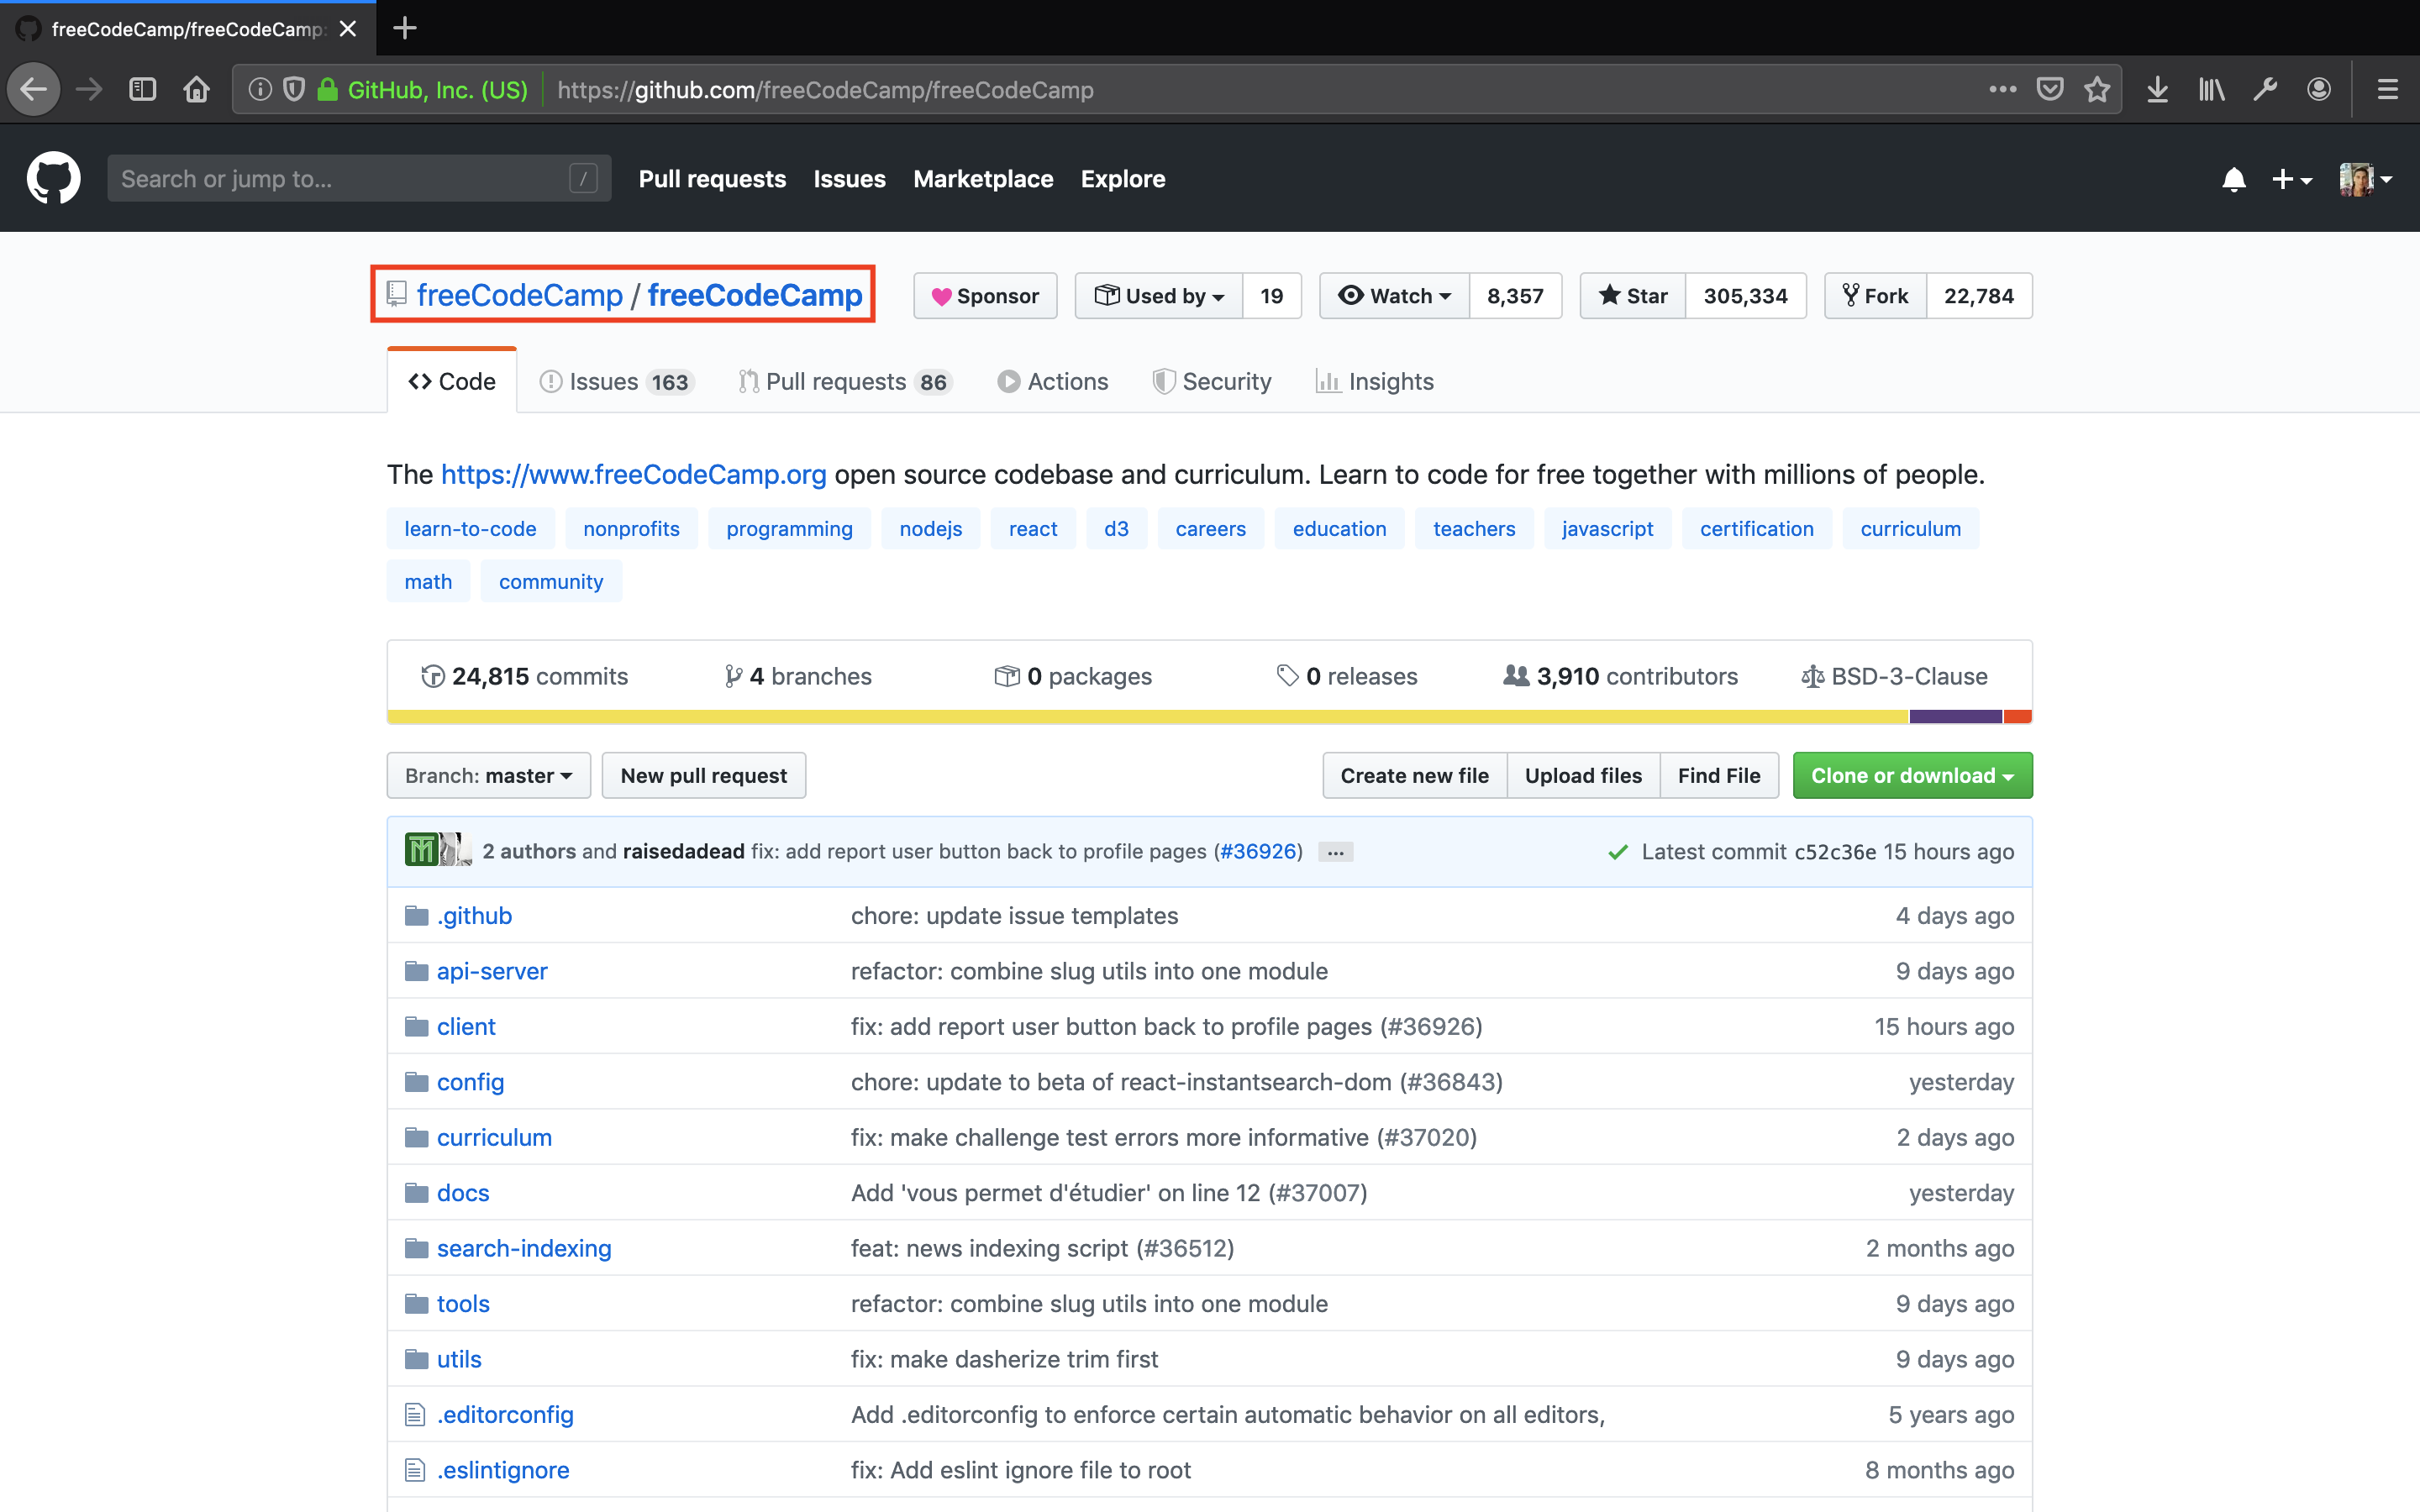 freeCodeCamp/freeCodeCamp:
GitHub, Inc. (US) https://github.com/freeCodeCamp/freeCodeCamp
Search or jump to... / Pull requests Issues Marketplace Explore
freeCodeCamp / freeCodeCamp Sponsor Used by 19 Watch 8,357 Star 305,334 Fork 22,784
Code Issues 163 Pull requests 86 Actions Security Insights
The https://www.freeCodeCamp.org open source codebase and curriculum. Learn to code for free together with millions of people.
learn-to-code nonprofits programming nodejs react d3 careers education teachers javascript certification curriculum
math community
24,815 commits 4 branches 0 packages 0 releases 3,910 contributors BSD-3-Clause
Branch: master New pull request Create new file Upload files Find File Clone or download
2 authors and raisedadead fix: add report user button back to profile pages (#36926) ... Latest commit c52c36e 15 hours ago
.github chore: update issue templates 4 days ago
api-server refactor: combine slug utils into one module 9 days ago
client fix: add report user button back to profile pages (#36926) 15 hours ago
config chore: update to beta of react-instantsearch-dom (#36843) yesterday
curriculum fix: make challenge test errors more informative (#37020) 2 days ago
docs Add 'vous permet d'étudier' on line 12 (#37007) yesterday
search-indexing feat: news indexing script (#36512) 2 months ago
tools refactor: combine slug utils into one module 9 days ago
utils fix: make dasherize trim first 9 days ago
.editorconfig Add .editorconfig to enforce certain automatic behavior on all editors, 5 years ago
.eslintignore fix: Add eslint ignore file to root 8 months ago